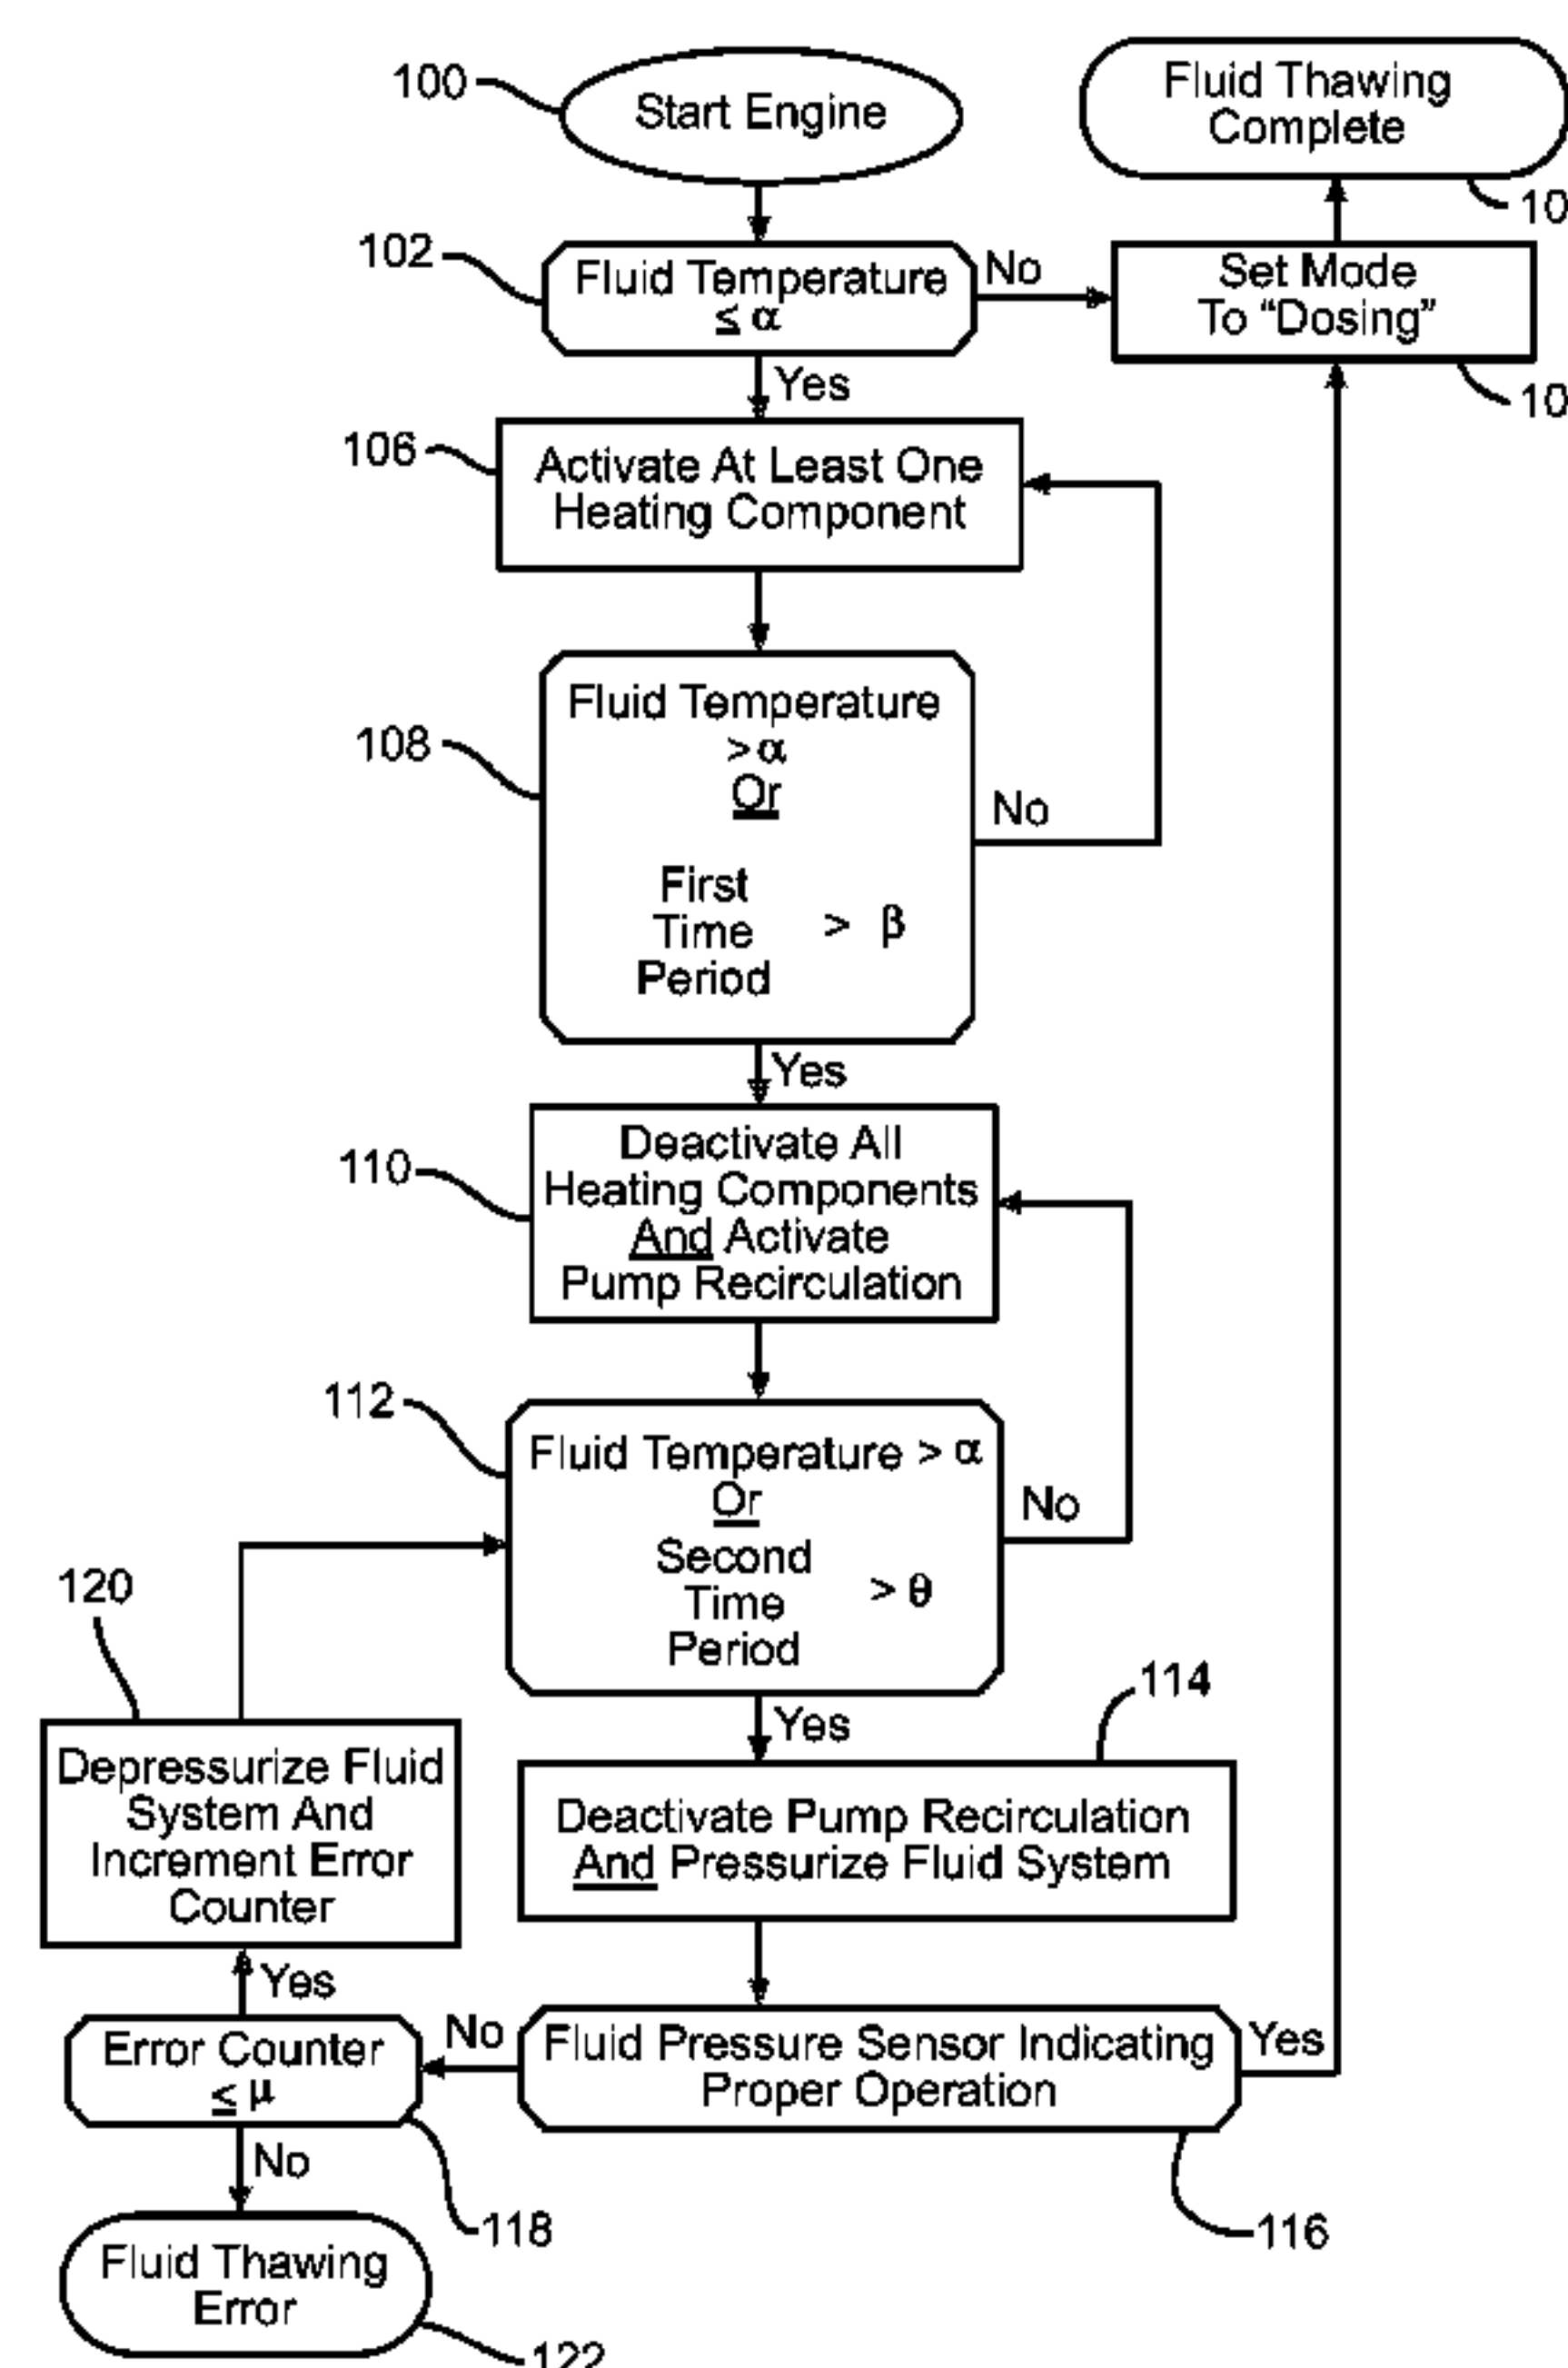 100
Start Engine
Fluid Thawing
Complete
10
102
Fluid Temperature
≤ α
No
Set Mode
To “Dosing”
10
Yes
106
Activate At Least One
Heating Component
108
Fluid Temperature
> α
Or
First
Time
Period
> β
No
Yes
110
Deactivate All
Heating Components
And Activate
Pump Recirculation
112
Fluid Temperature > α
Or
Second
Time
Period
> θ
No
Yes
120
Depressurize Fluid
System And
Increment Error
Counter
114
Deactivate Pump Recirculation
And Pressurize Fluid System
Yes
Error Counter
≤ μ
No
Fluid Pressure Sensor Indicating
Proper Operation
Yes
No
118
116
Fluid Thawing
Error
122